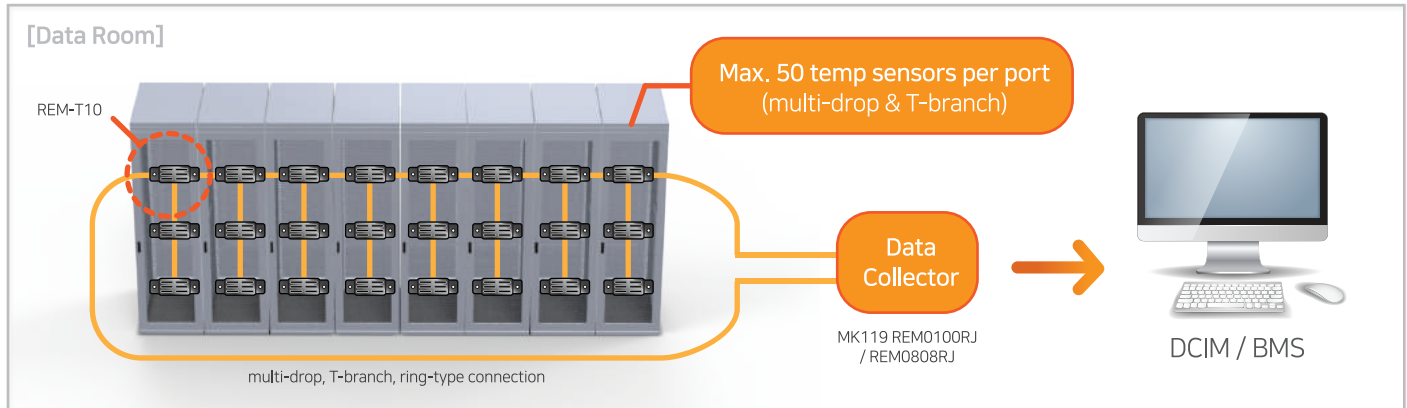 [Data Room]
Max. 50 temp sensors per port
(multi-drop & T-branch)
REM-T10
Data
Collector
MK119 REM0100RJ
/ REM0808RJ
DCIM / BMS
multi-drop, T-branch, ring-type connection